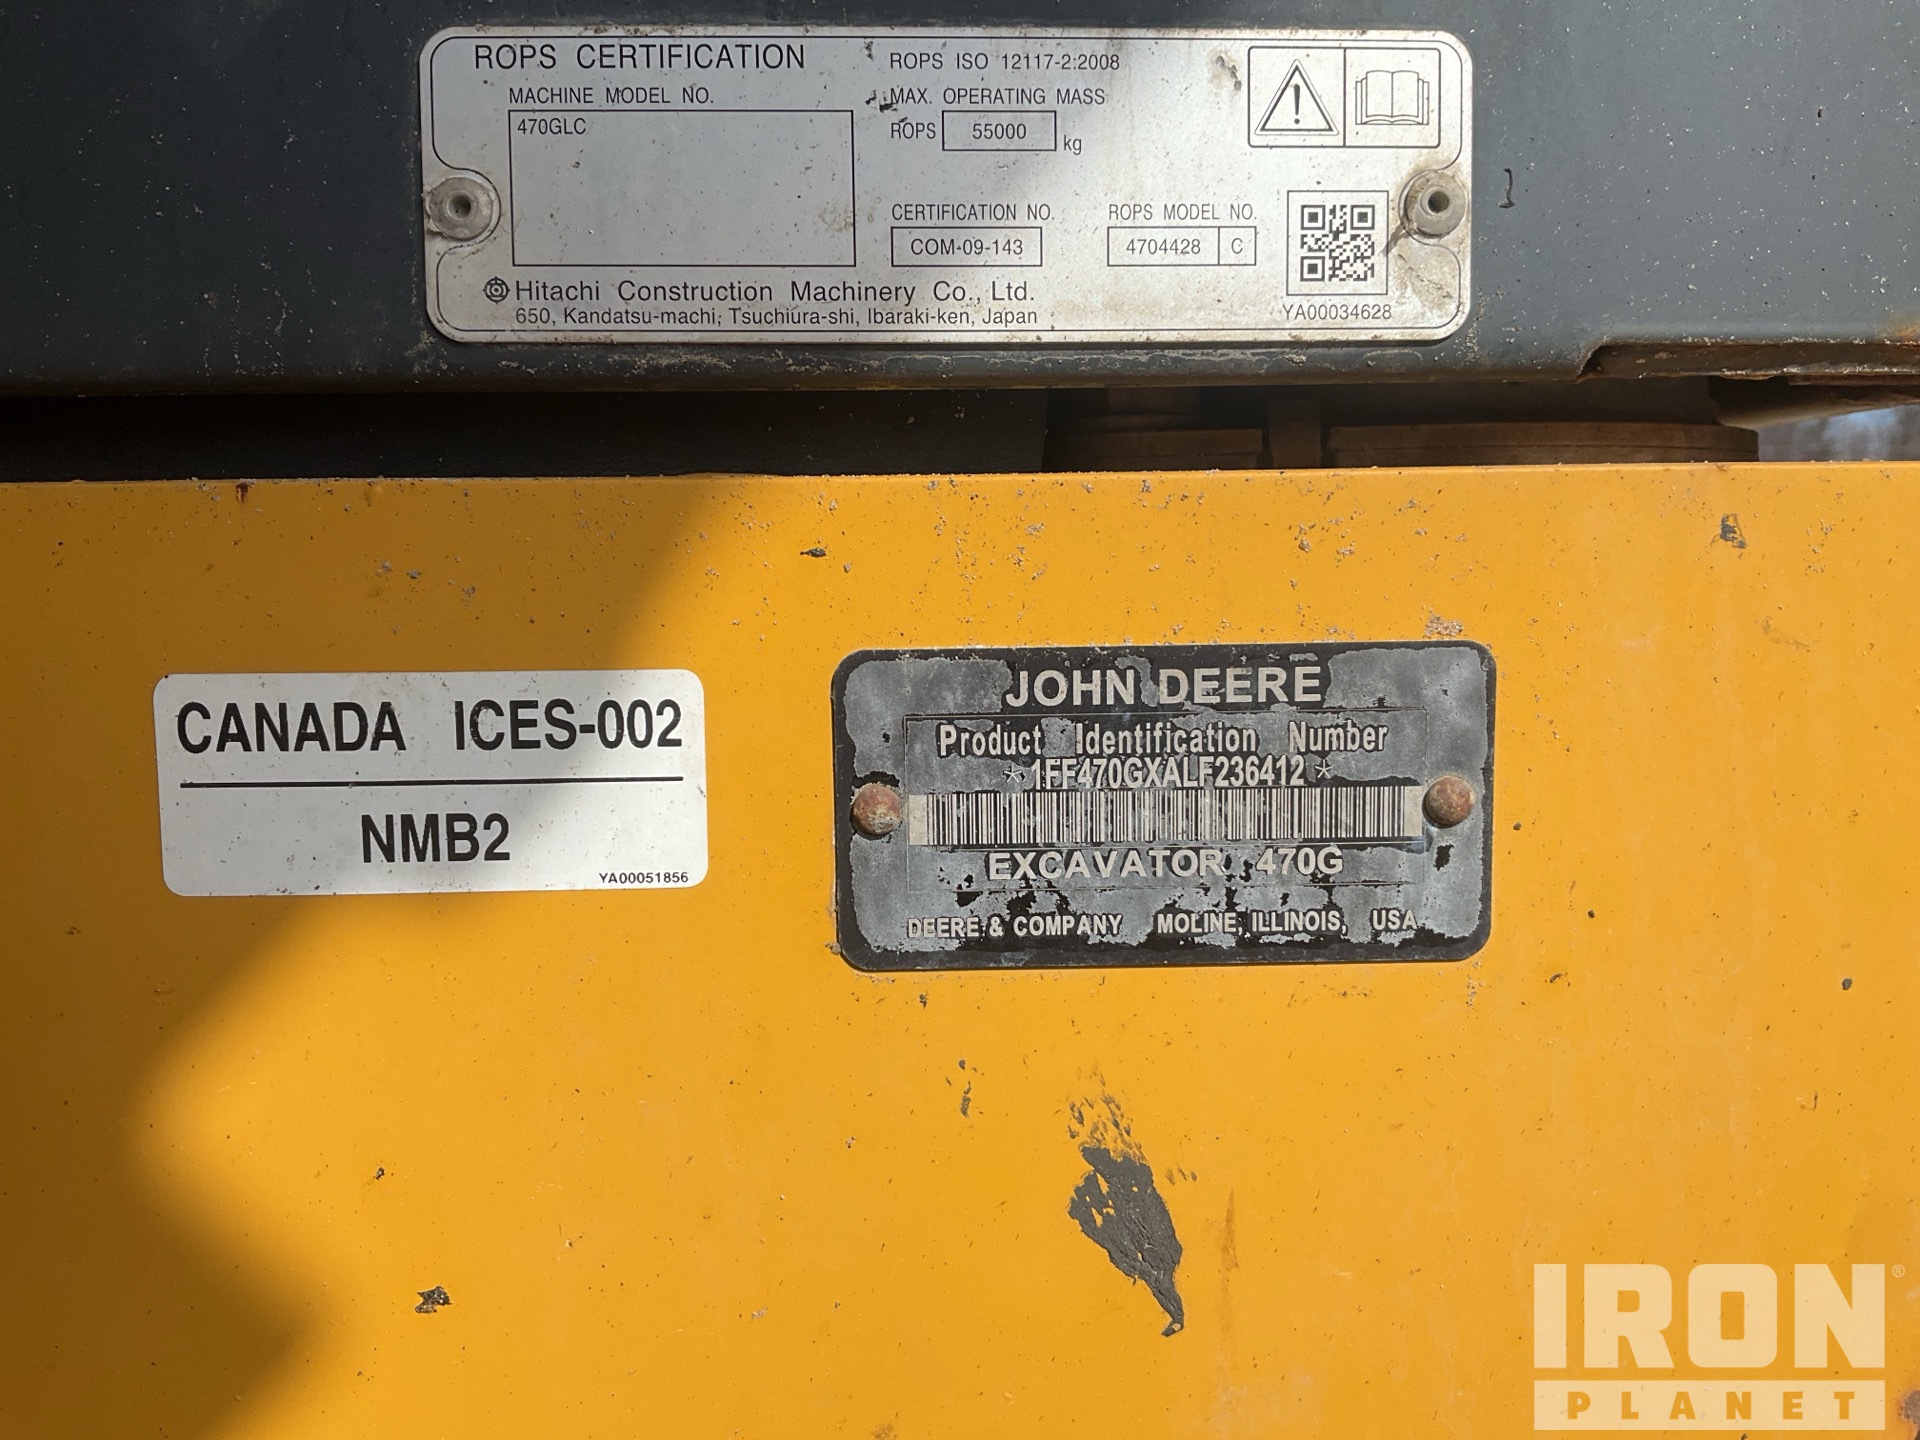 ROPS CERTIFICATION
MACHINE MODEL NO.
470GLC
ROPS ISO 12117-2:2008
MAX. OPERATING MASS
ROPS 55000 kg
CERTIFICATION NO. ROPS MODEL NO.
COM-09-143 4704428 C
Hitachi Construction Machinery Co., Ltd.
650, Kandatsu-machi, Tsuchiura-shi, Ibaraki-ken, Japan
YA00034628
CANADA ICES-002
NMB2
YA00051856
JOHN DEERE
Product Identification Number
*1FF470GXALF236412*
EXCAVATOR 470G
DEERE & COMPANY MOLINE, ILLINOIS, USA
IRON®
PLANET